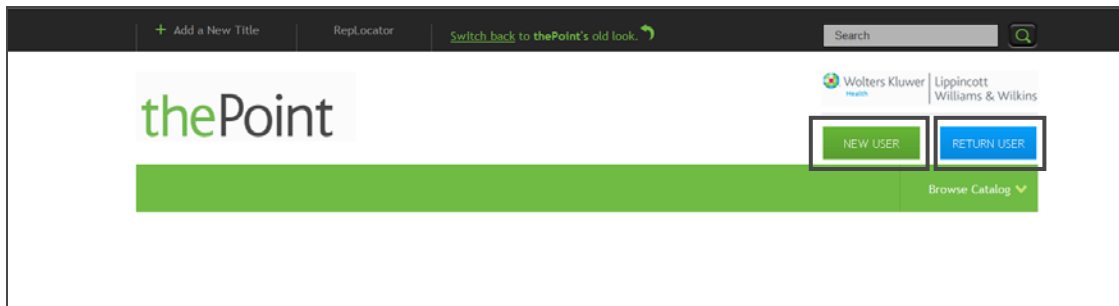 + Add a New Title
RepLocator
Switch back to thePoint's old look.
Search
thePoint
Wolters Kluwer
Health
Lippincott
Williams & Wilkins
NEW USER
RETURN USER
Browse Catalog